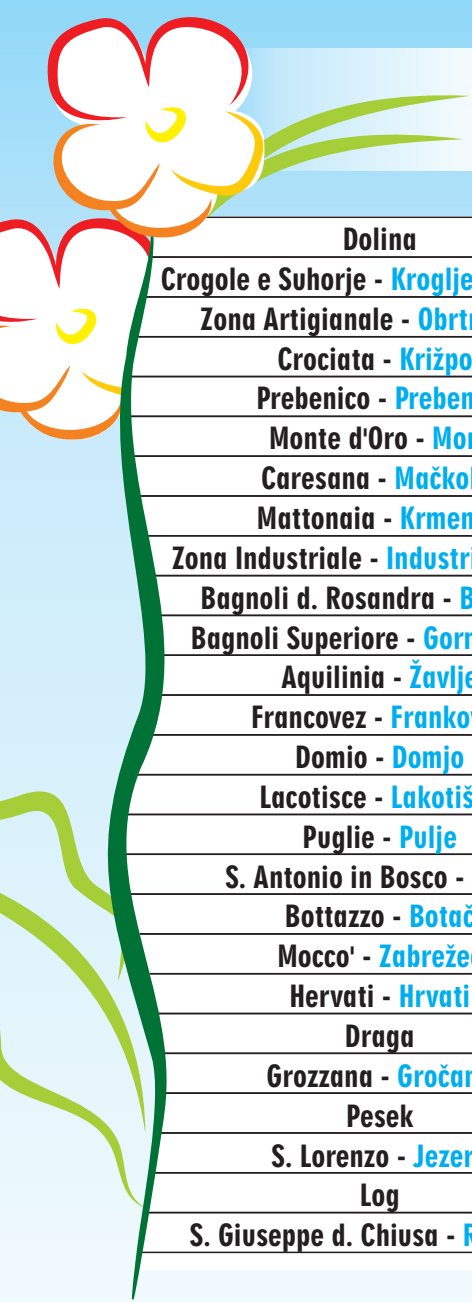 Dolina
Crogole e Suhorje - Kroglje
Zona Artigianale -
Crociata -
Prebenico -
Monte d'Oro -
Caresana -
Mattonaia -
Zona Industriale -
Bagnoli d. Rosandra -
Bagnoli Superiore -
Aquilinia - Žavlje
Francovez -
Domio - Domjo
Lacotisce -
Puglie - Pulje
S. Antonio in Bosco -
Bottazzo - Botač
Mocco' -
Hervati - Hrvati
Draga
Grozzana -
Pesek
S. Lorenzo -
Log
S. Giuseppe d. Chiusa -